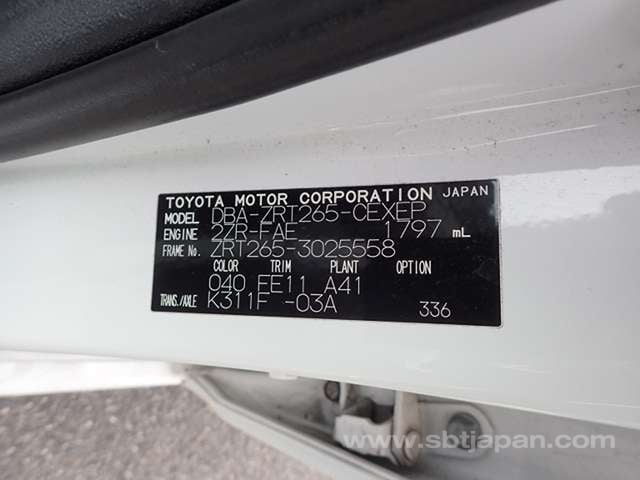 TOYOTA MOTOR CORPORATION JAPAN
MODEL DBA-ZRT265-CEXEP
ENGINE 2ZR-FAE 1797 mL
FRAME No. ZRT265-3025558
COLOR TRIM PLANT OPTION
040 FE11 A41
TRANS./AXLE K311F -03A 336
www.sbtjapan.com